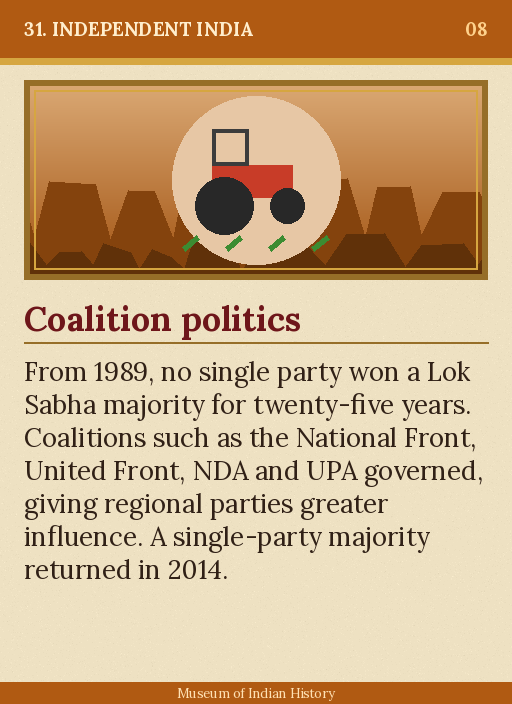 31. INDEPENDENT INDIA
08
Coalition politics
From 1989, no single party won a Lok
Sabha majority for twenty-five years.
Coalitions such as the National Front,
United Front, NDA and UPA governed,
giving regional parties greater
influence. A single-party majority
returned in 2014.
Museum of Indian History